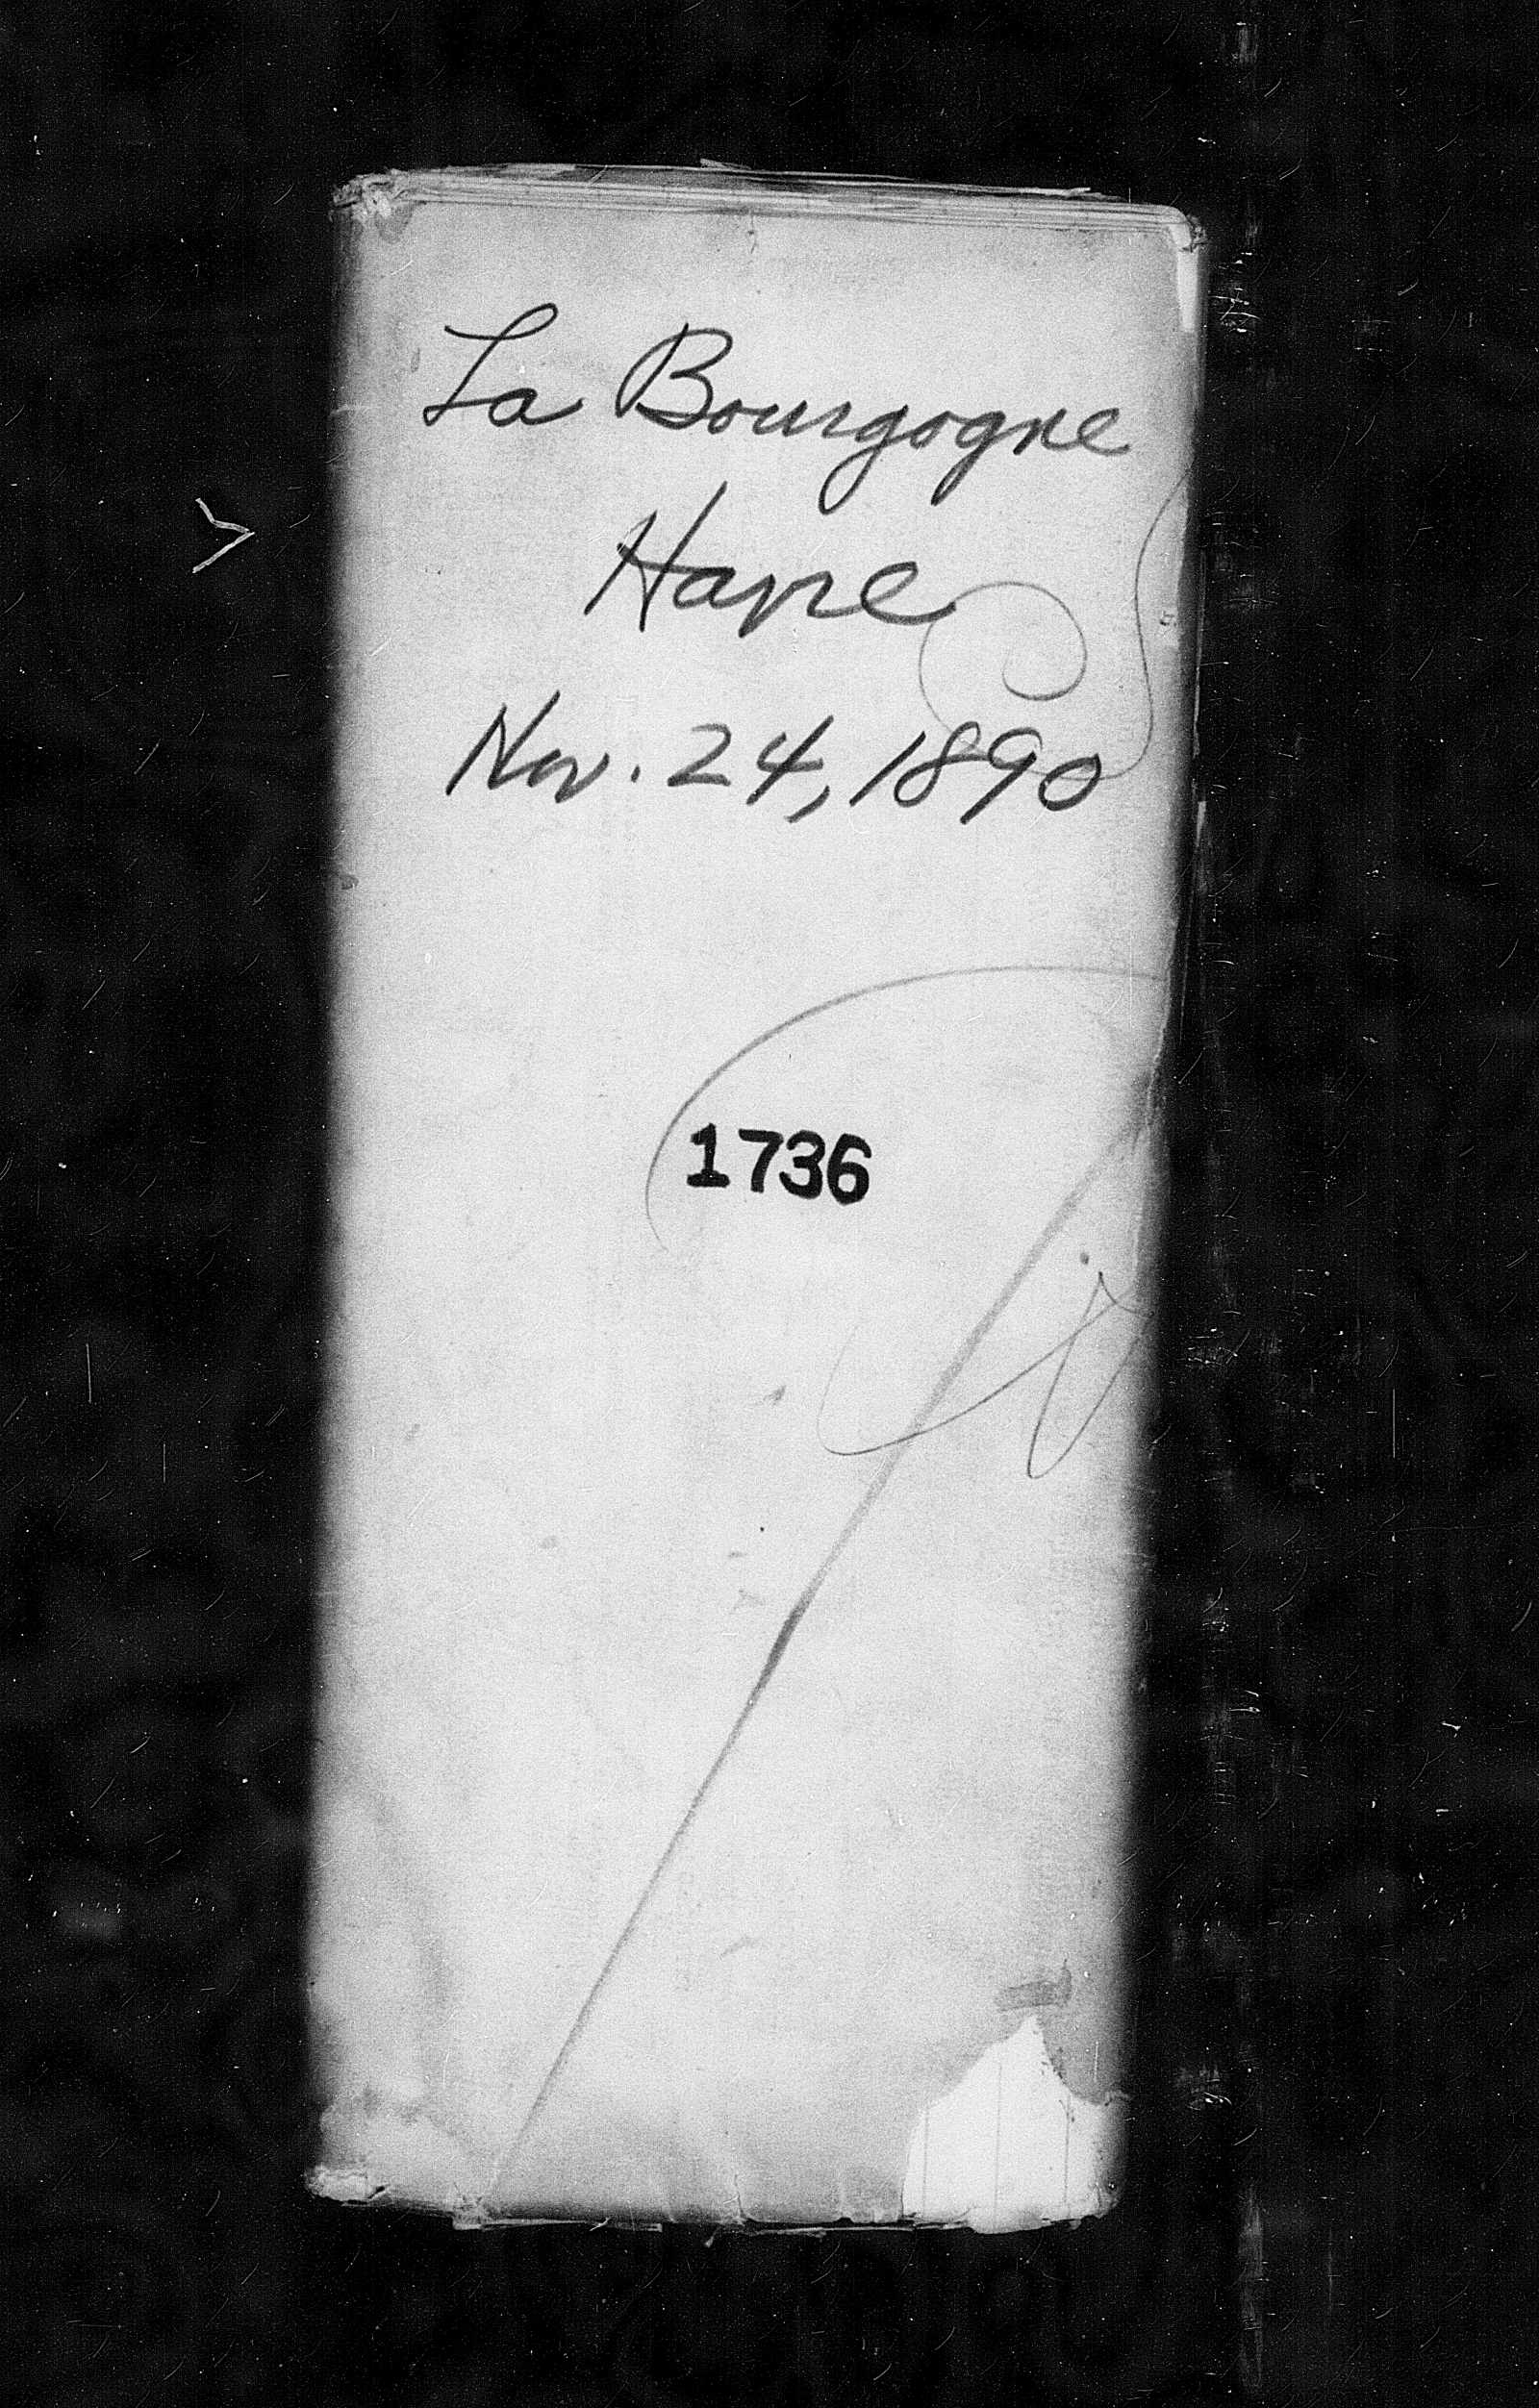 La Bourgogne
Havre
Nov. 24, 1890
1736